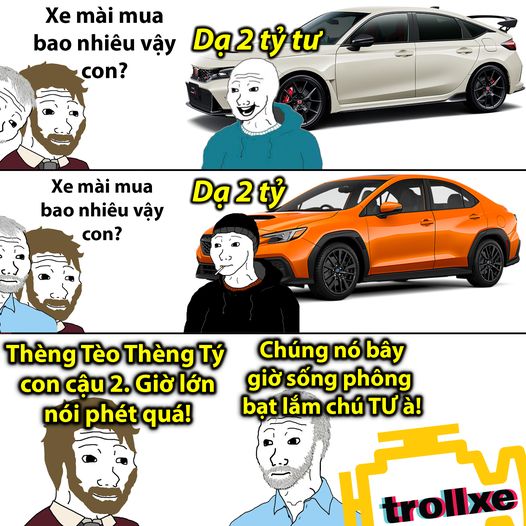 Xe mài mua
bao nhiêu vậy
con?
Dạ 2 tỷ tư
Xe mài mua
bao nhiêu vậy
con?
Dạ 2 tỷ
Thèng Tèo Thèng Tý
con cậu 2. Giờ lớn
nói phét quá!
Chúng nó bây
giờ sống phông
bạt lắm chú TƯ à!
trollxe